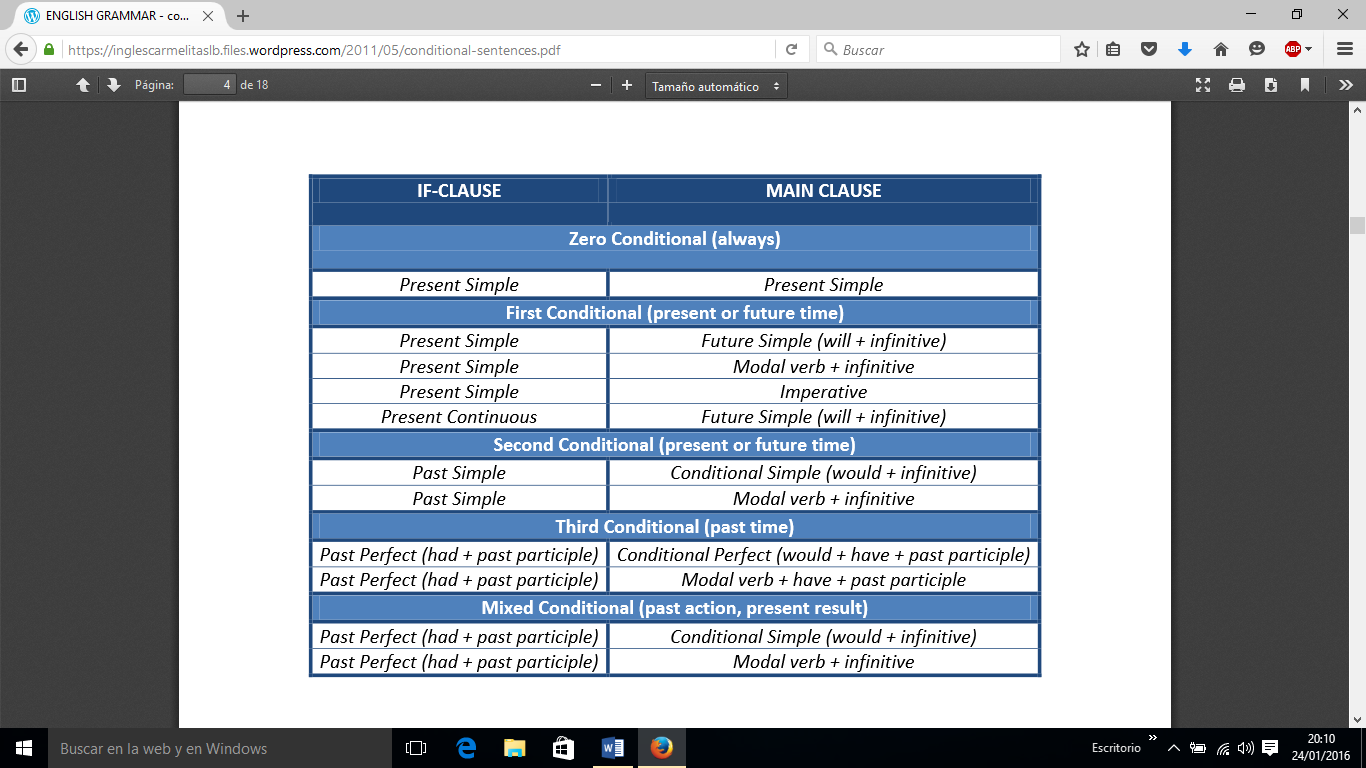 ENGLISH GRAMMAR - co...
https://inglescarmelitaslb.files.wordpress.com/2011/05/conditional-sentences.pdf
Buscar
ABP
Página: 4 de 18
Tamaño automático
IF-CLAUSE MAIN CLAUSE
Zero Conditional (always)
Present Simple Present Simple
First Conditional (present or future time)
Present Simple Future Simple (will + infinitive)
Present Simple Modal verb + infinitive
Present Simple Imperative
Present Continuous Future Simple (will + infinitive)
Second Conditional (present or future time)
Past Simple Conditional Simple (would + infinitive)
Past Simple Modal verb + infinitive
Third Conditional (past time)
Past Perfect (had + past participle) Conditional Perfect (would + have + past participle)
Past Perfect (had + past participle) Modal verb + have + past participle
Mixed Conditional (past action, present result)
Past Perfect (had + past participle) Conditional Simple (would + infinitive)
Past Perfect (had + past participle) Modal verb + infinitive
Buscar en la web y en Windows
Escritorio
20:10
24/01/2016